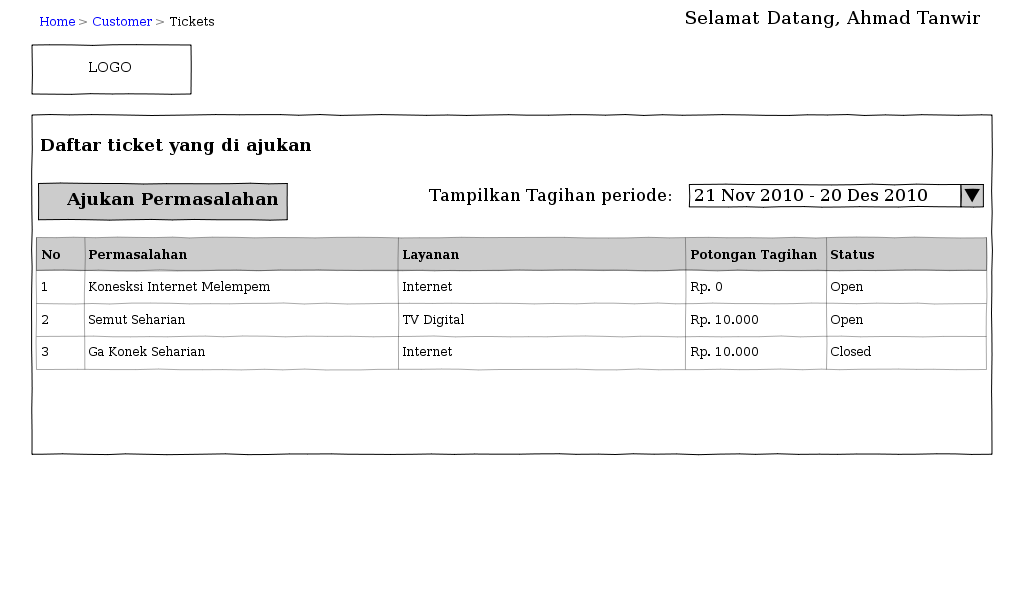 Home > Customer > Tickets
Selamat Datang, Ahmad Tanwir
LOGO
Daftar ticket yang di ajukan
Ajukan Permasalahan
Tampilkan Tagihan periode: 21 Nov 2010 - 20 Des 2010
No Permasalahan Layanan Potongan Tagihan Status
1 Konesksi Internet Melempem Internet Rp. 0 Open
2 Semut Seharian TV Digital Rp. 10.000 Open
3 Ga Konek Seharian Internet Rp. 10.000 Closed